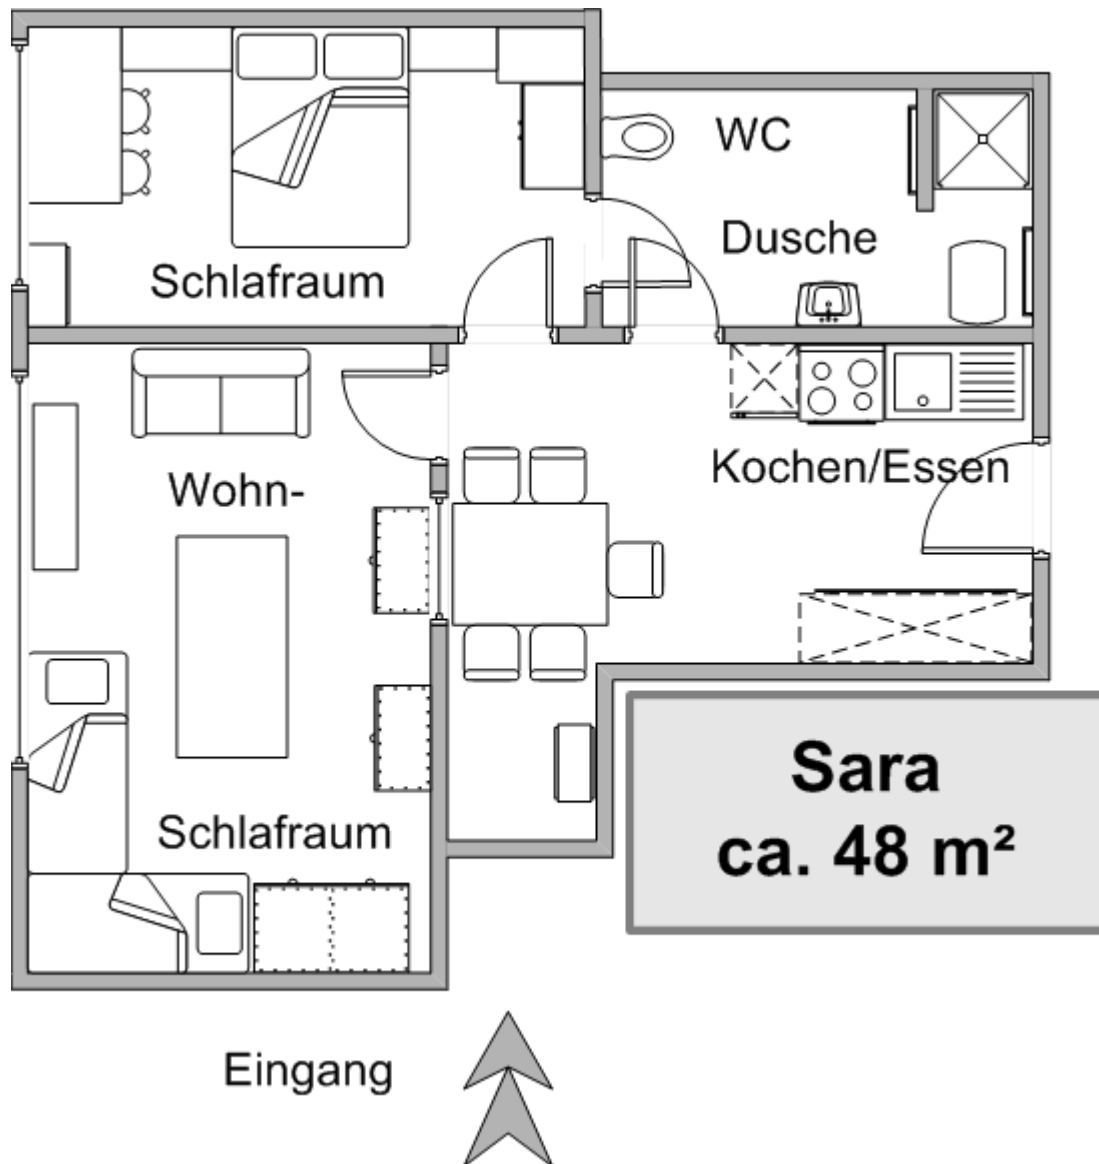 WC
Dusche
Schlafraum
Wohn-
Kochen/Essen
Schlafraum
Sara
ca. 48 m²
Eingang